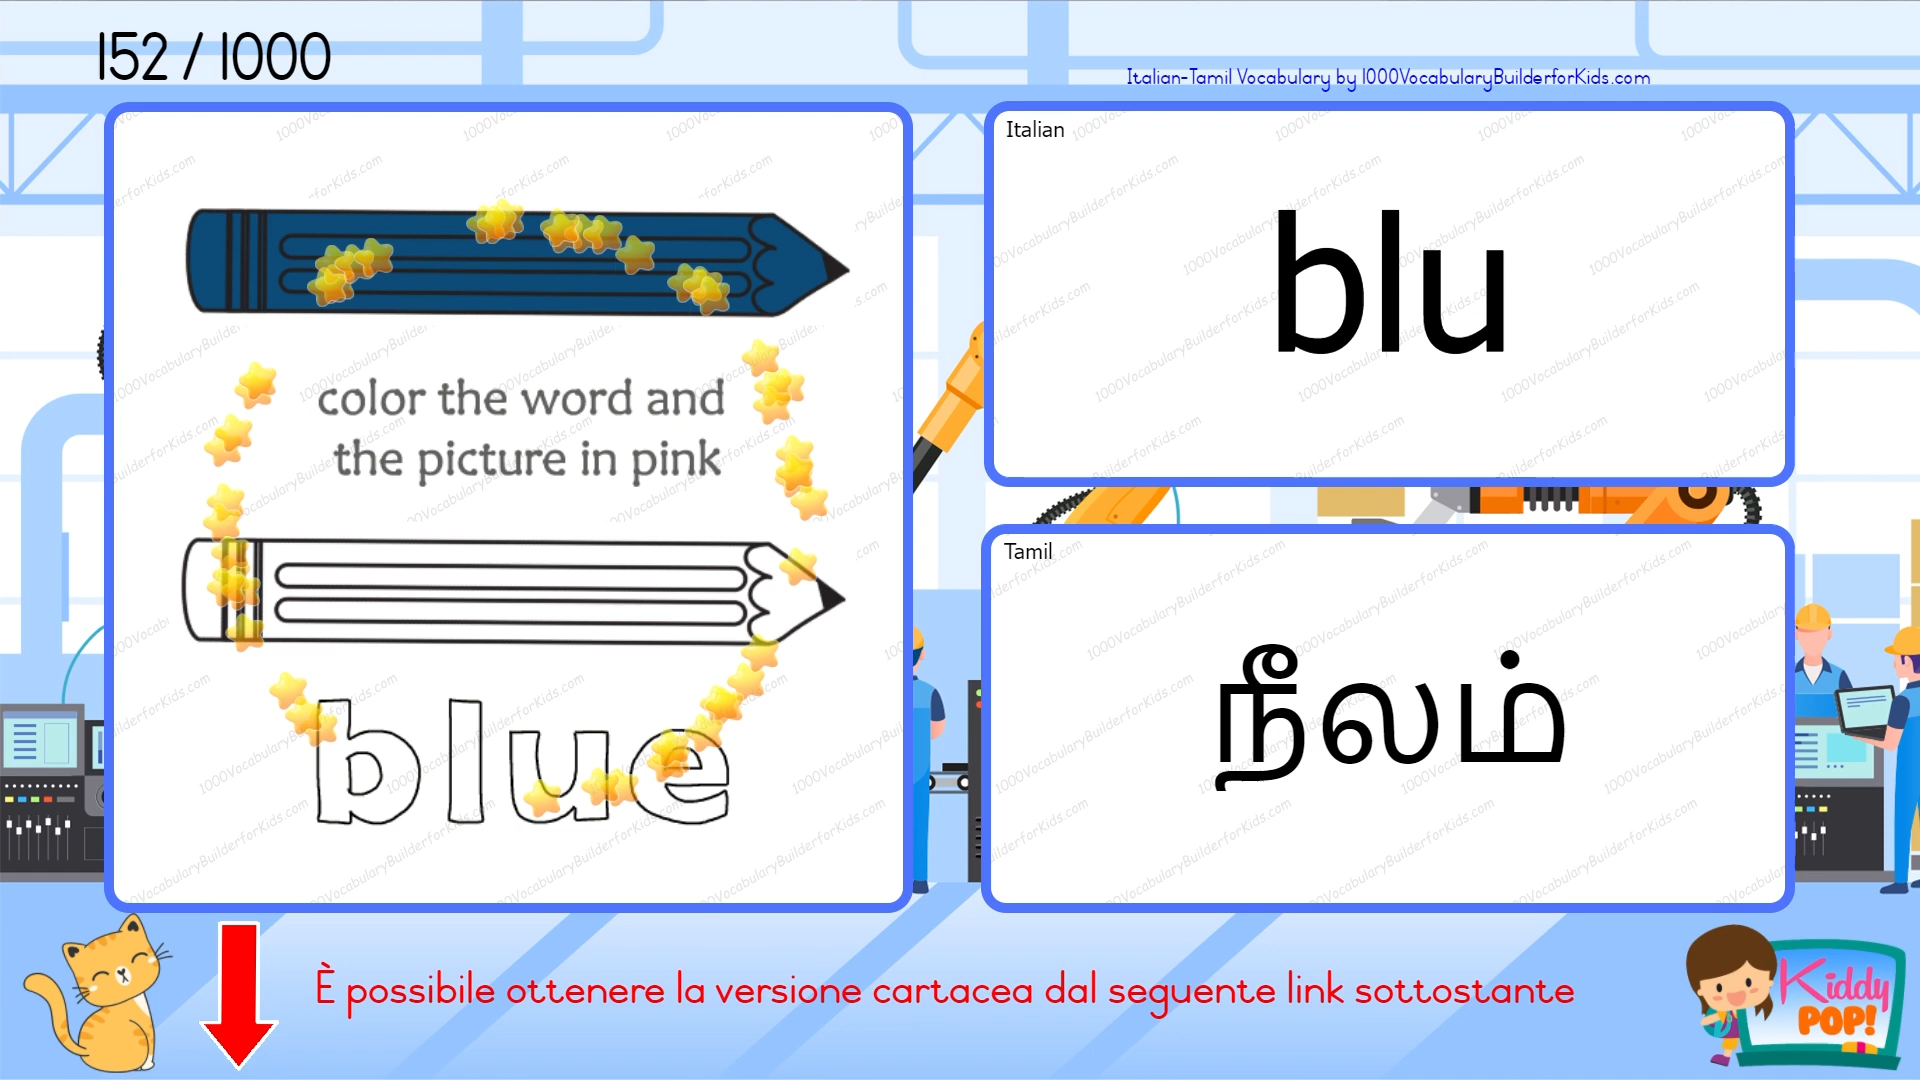 152 / 1000
Italian-Tamil Vocabulary by 1000VocabularyBuilderforKids.com
color the word and
the picture in pink
blue
Italian
blu
Tamil
நீலம்
È possibile ottenere la versione cartacea dal seguente link sottostante
Kiddy
POP!